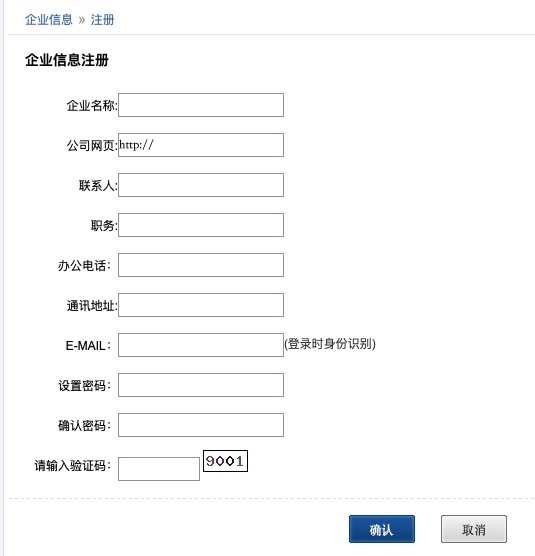 企业信息 » 注册
企业信息注册
企业名称:
公司网页:http://
联系人:
职务:
办公电话：
通讯地址:
E-MAIL： (登录时身份识别)
设置密码：
确认密码：
请输入验证码： 9001
确认 取消